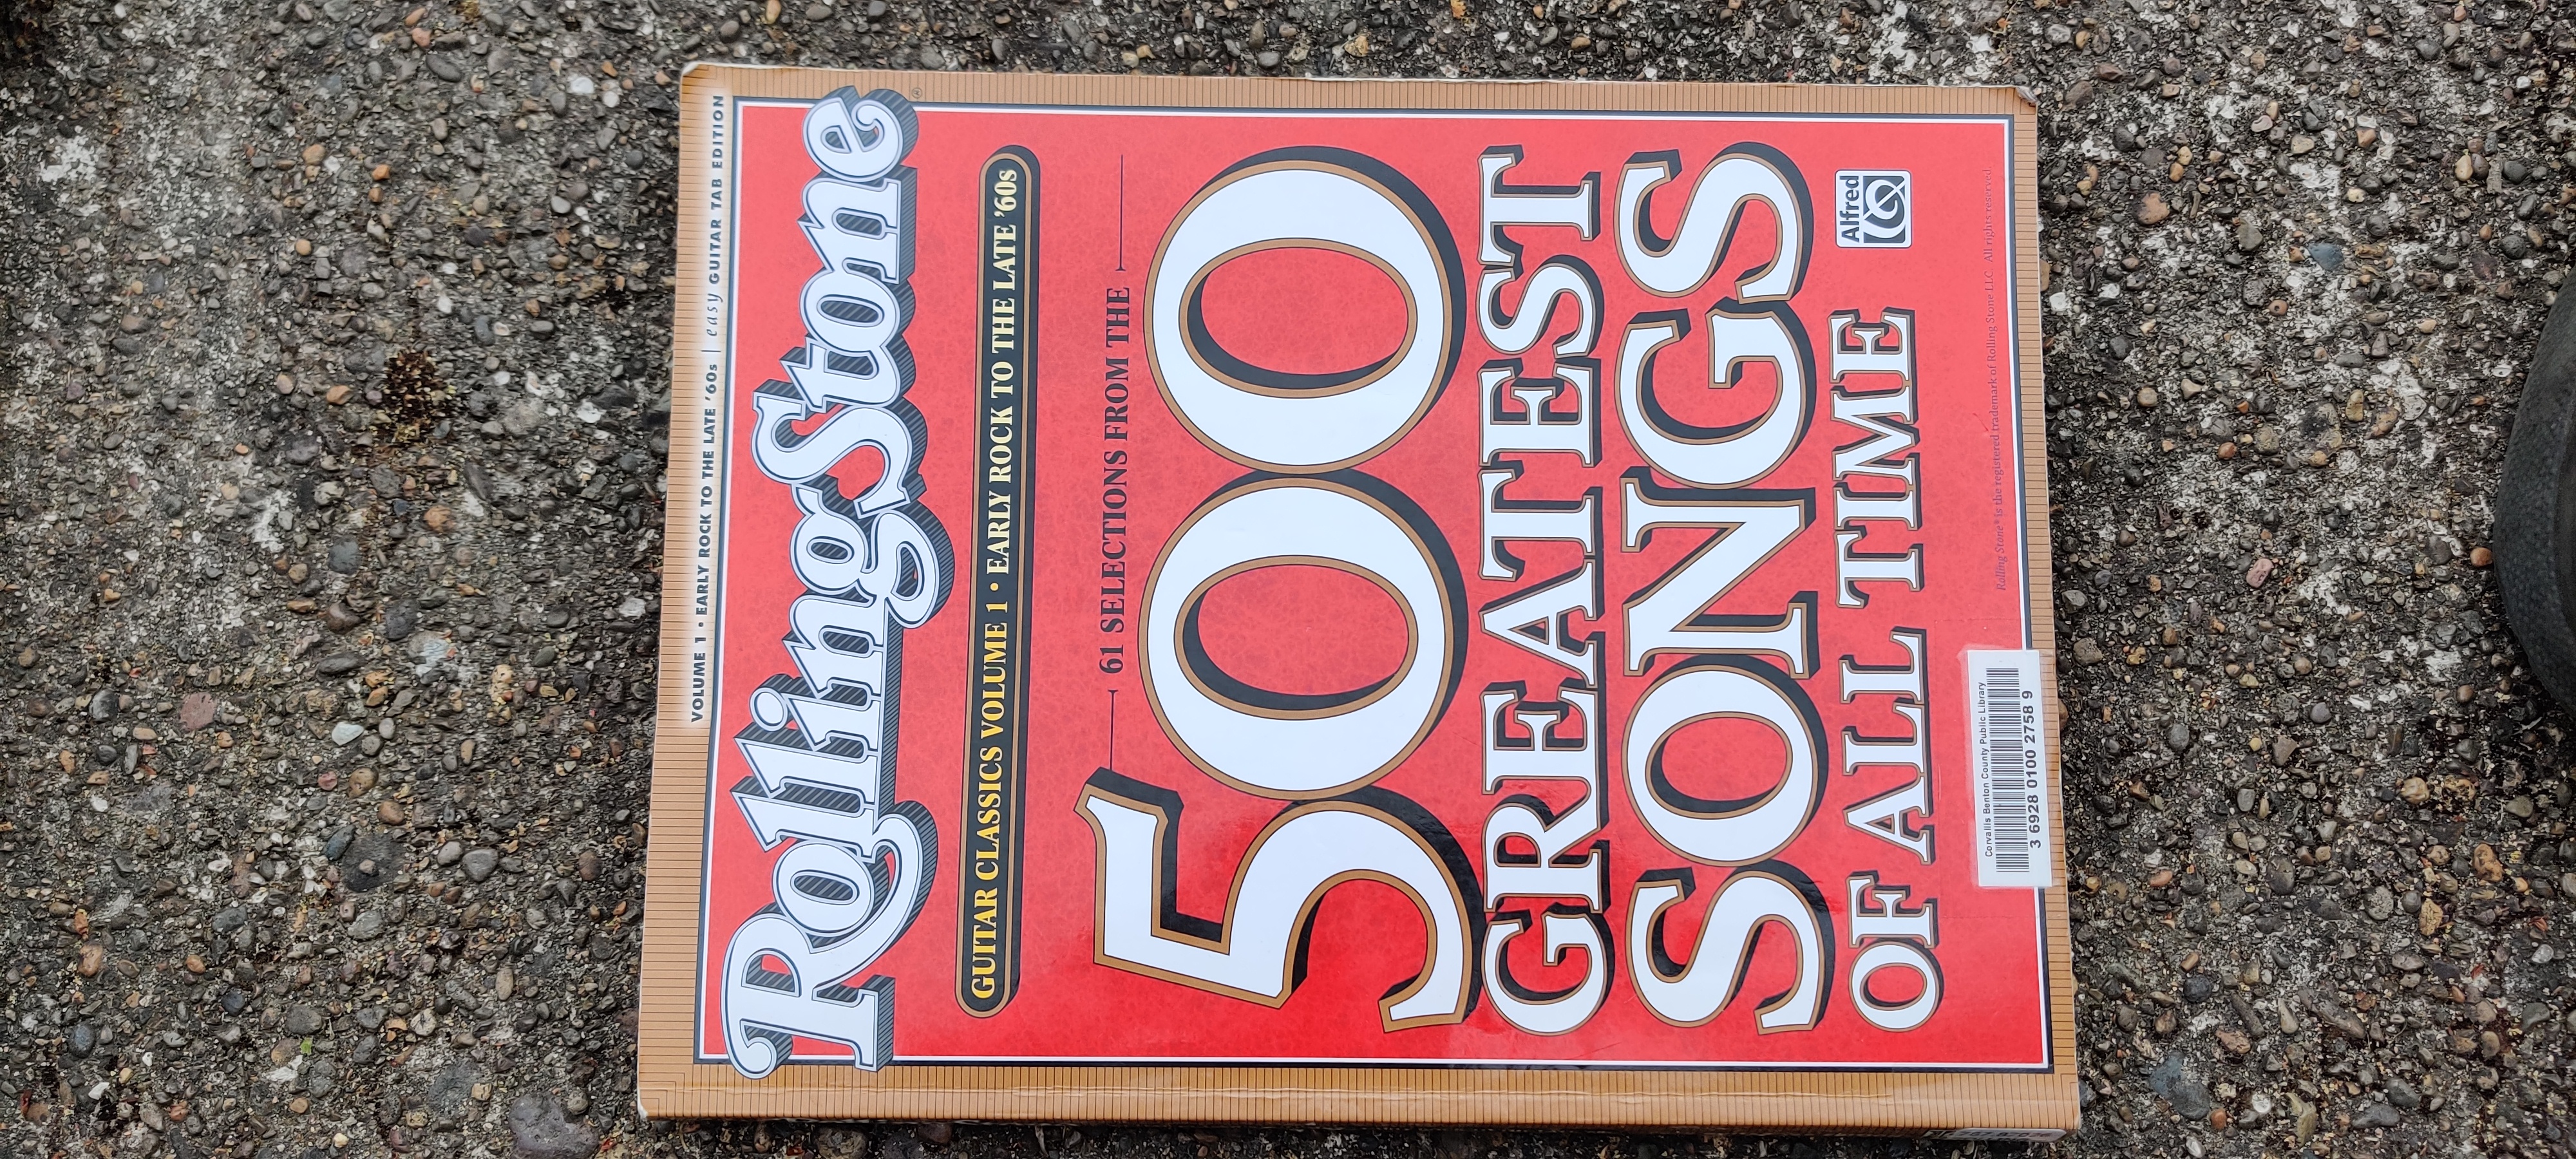 VOLUME 1 • EARLY ROCK TO THE LATE '60s | easy GUITAR TAB EDITION
RollingStone®
GUITAR CLASSICS VOLUME 1 • EARLY ROCK TO THE LATE '60s
61 SELECTIONS FROM THE
500
GREATEST
SONGS
OF ALL TIME
Alfred
Corvallis Benton County Public Library
3 6928 0100 2758 9
Rolling Stone® is the registered trademark of Rolling Stone LLC All rights reserved.